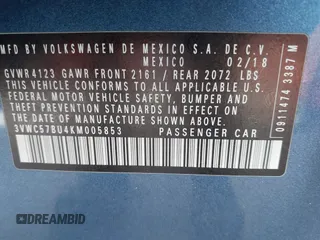 MFD BY VOLKSWAGEN DE MEXICO S.A. DE C.V.
IN MEXICO 02/18
GVWR 4123 GAWR FRONT 2161 / REAR 2072 LBS
THIS VEHICLE CONFORMS TO ALL APPLICABLE U.S.
FEDERAL MOTOR VEHICLE SAFETY, BUMPER AND
THEFT PREVENTION STANDARDS IN EFFECT ON THE
DATE OF MANUFACTURE SHOWN ABOVE
3VWC57BU4KM005853 PASSENGER CAR
0911474 3387 M
© DREAMBID